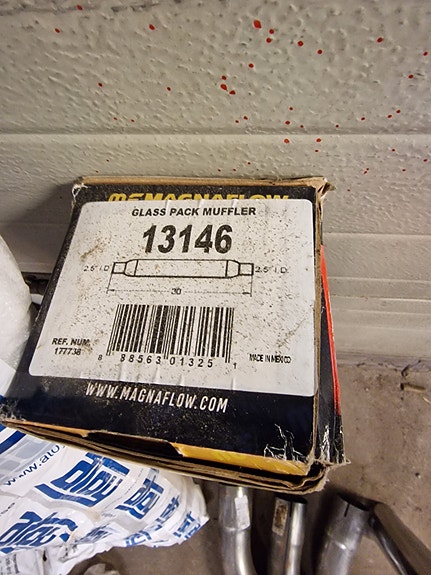 MAGNAFLOW
GLASS PACK MUFFLER
13146
2.5" I.D
2.5" I.D
30
REF. NUM.
177738
8 88563 01325 1
MADE IN MEXICO
WWW.MAGNAFLOW.COM